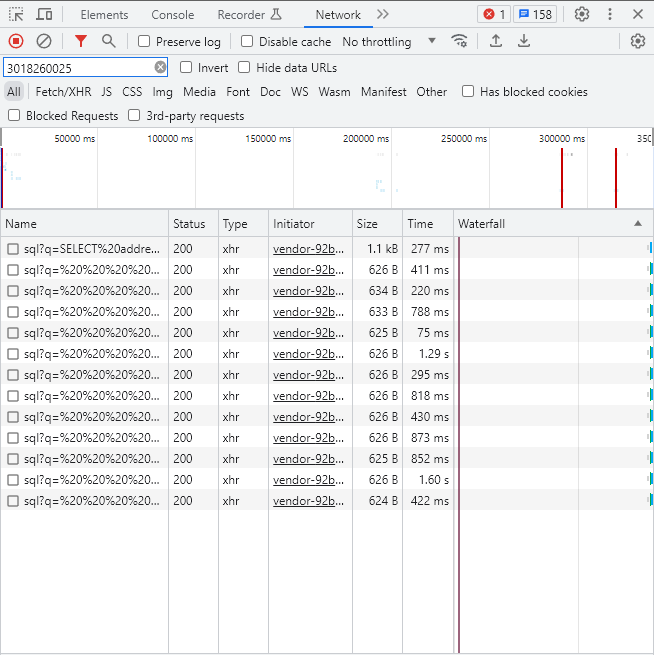 Elements Console Recorder Network 1 158
Preserve log Disable cache No throttling
3018260025 Invert Hide data URLs
All Fetch/XHR JS CSS Img Media Font Doc WS Wasm Manifest Other Has blocked cookies
Blocked Requests 3rd-party requests
50000 ms 100000 ms 150000 ms 200000 ms 250000 ms 300000 ms 350
Name Status Type Initiator Size Time Waterfall
sql?q=SELECT%20addre... 200 xhr vendor-92b... 1.1 kB 277 ms
sql?q=%20%20%20%20... 200 xhr vendor-92b... 626 B 411 ms
sql?q=%20%20%20%20... 200 xhr vendor-92b... 634 B 220 ms
sql?q=%20%20%20%20... 200 xhr vendor-92b... 633 B 788 ms
sql?q=%20%20%20%20... 200 xhr vendor-92b... 625 B 75 ms
sql?q=%20%20%20%20... 200 xhr vendor-92b... 626 B 1.29 s
sql?q=%20%20%20%20... 200 xhr vendor-92b... 626 B 295 ms
sql?q=%20%20%20%20... 200 xhr vendor-92b... 626 B 818 ms
sql?q=%20%20%20%20... 200 xhr vendor-92b... 626 B 430 ms
sql?q=%20%20%20%20... 200 xhr vendor-92b... 626 B 873 ms
sql?q=%20%20%20%20... 200 xhr vendor-92b... 625 B 852 ms
sql?q=%20%20%20%20... 200 xhr vendor-92b... 626 B 1.60 s
sql?q=%20%20%20%20... 200 xhr vendor-92b... 624 B 422 ms